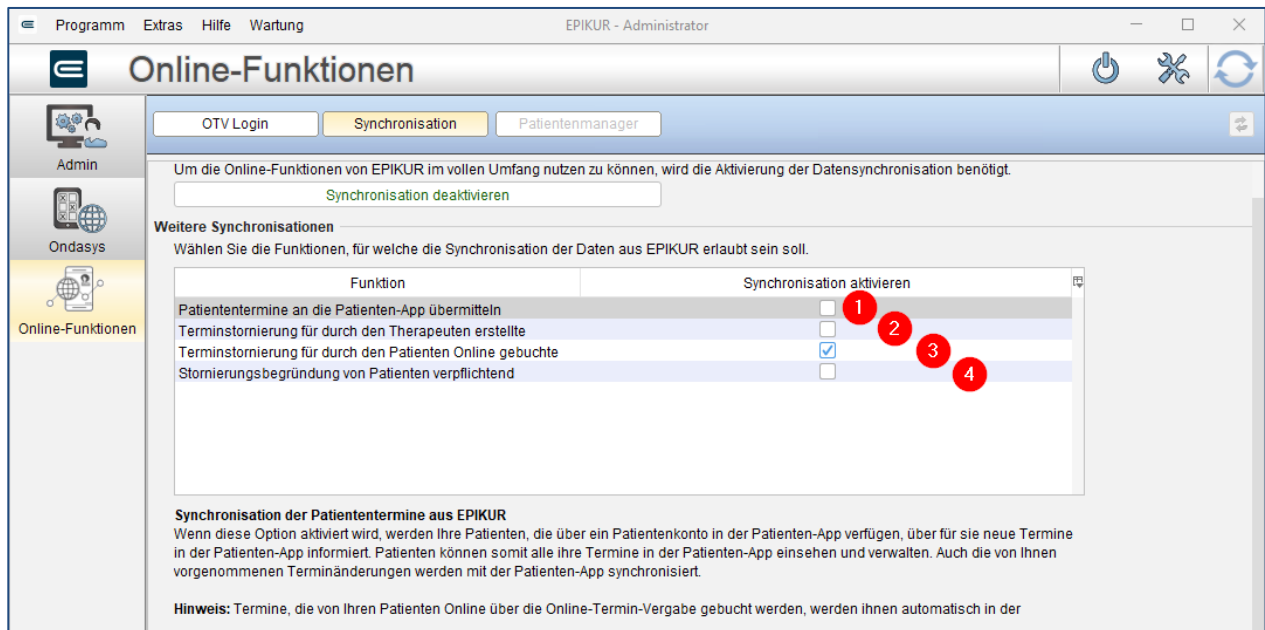 Programm Extras Hilfe Wartung EPIKUR - Administrator
Online-Funktionen
OTV Login Synchronisation Patientenmanager
Admin
Um die Online-Funktionen von EPIKUR im vollen Umfang nutzen zu können, wird die Aktivierung der Datensynchronisation benötigt.
Synchronisation deaktivieren
Weitere Synchronisationen
Ondasys
Wählen Sie die Funktionen, für welche die Synchronisation der Daten aus EPIKUR erlaubt sein soll.
Funktion Synchronisation aktivieren
Patiententermine an die Patienten-App übermitteln 1
Online-Funktionen
Terminstornierung für durch den Therapeuten erstellte 2
Terminstornierung für durch den Patienten Online gebuchte 3
Stornierungsbegründung von Patienten verpflichtend 4
Synchronisation der Patiententermine aus EPIKUR
Wenn diese Option aktiviert wird, werden Ihre Patienten, die über ein Patientenkonto in der Patienten-App verfügen, über für sie neue Termine
in der Patienten-App informiert. Patienten können somit alle ihre Termine in der Patienten-App einsehen und verwalten. Auch die von Ihnen
vorgenommenen Terminänderungen werden mit der Patienten-App synchronisiert.
Hinweis: Termine, die von Ihren Patienten Online über die Online-Termin-Vergabe gebucht werden, werden ihnen automatisch in der